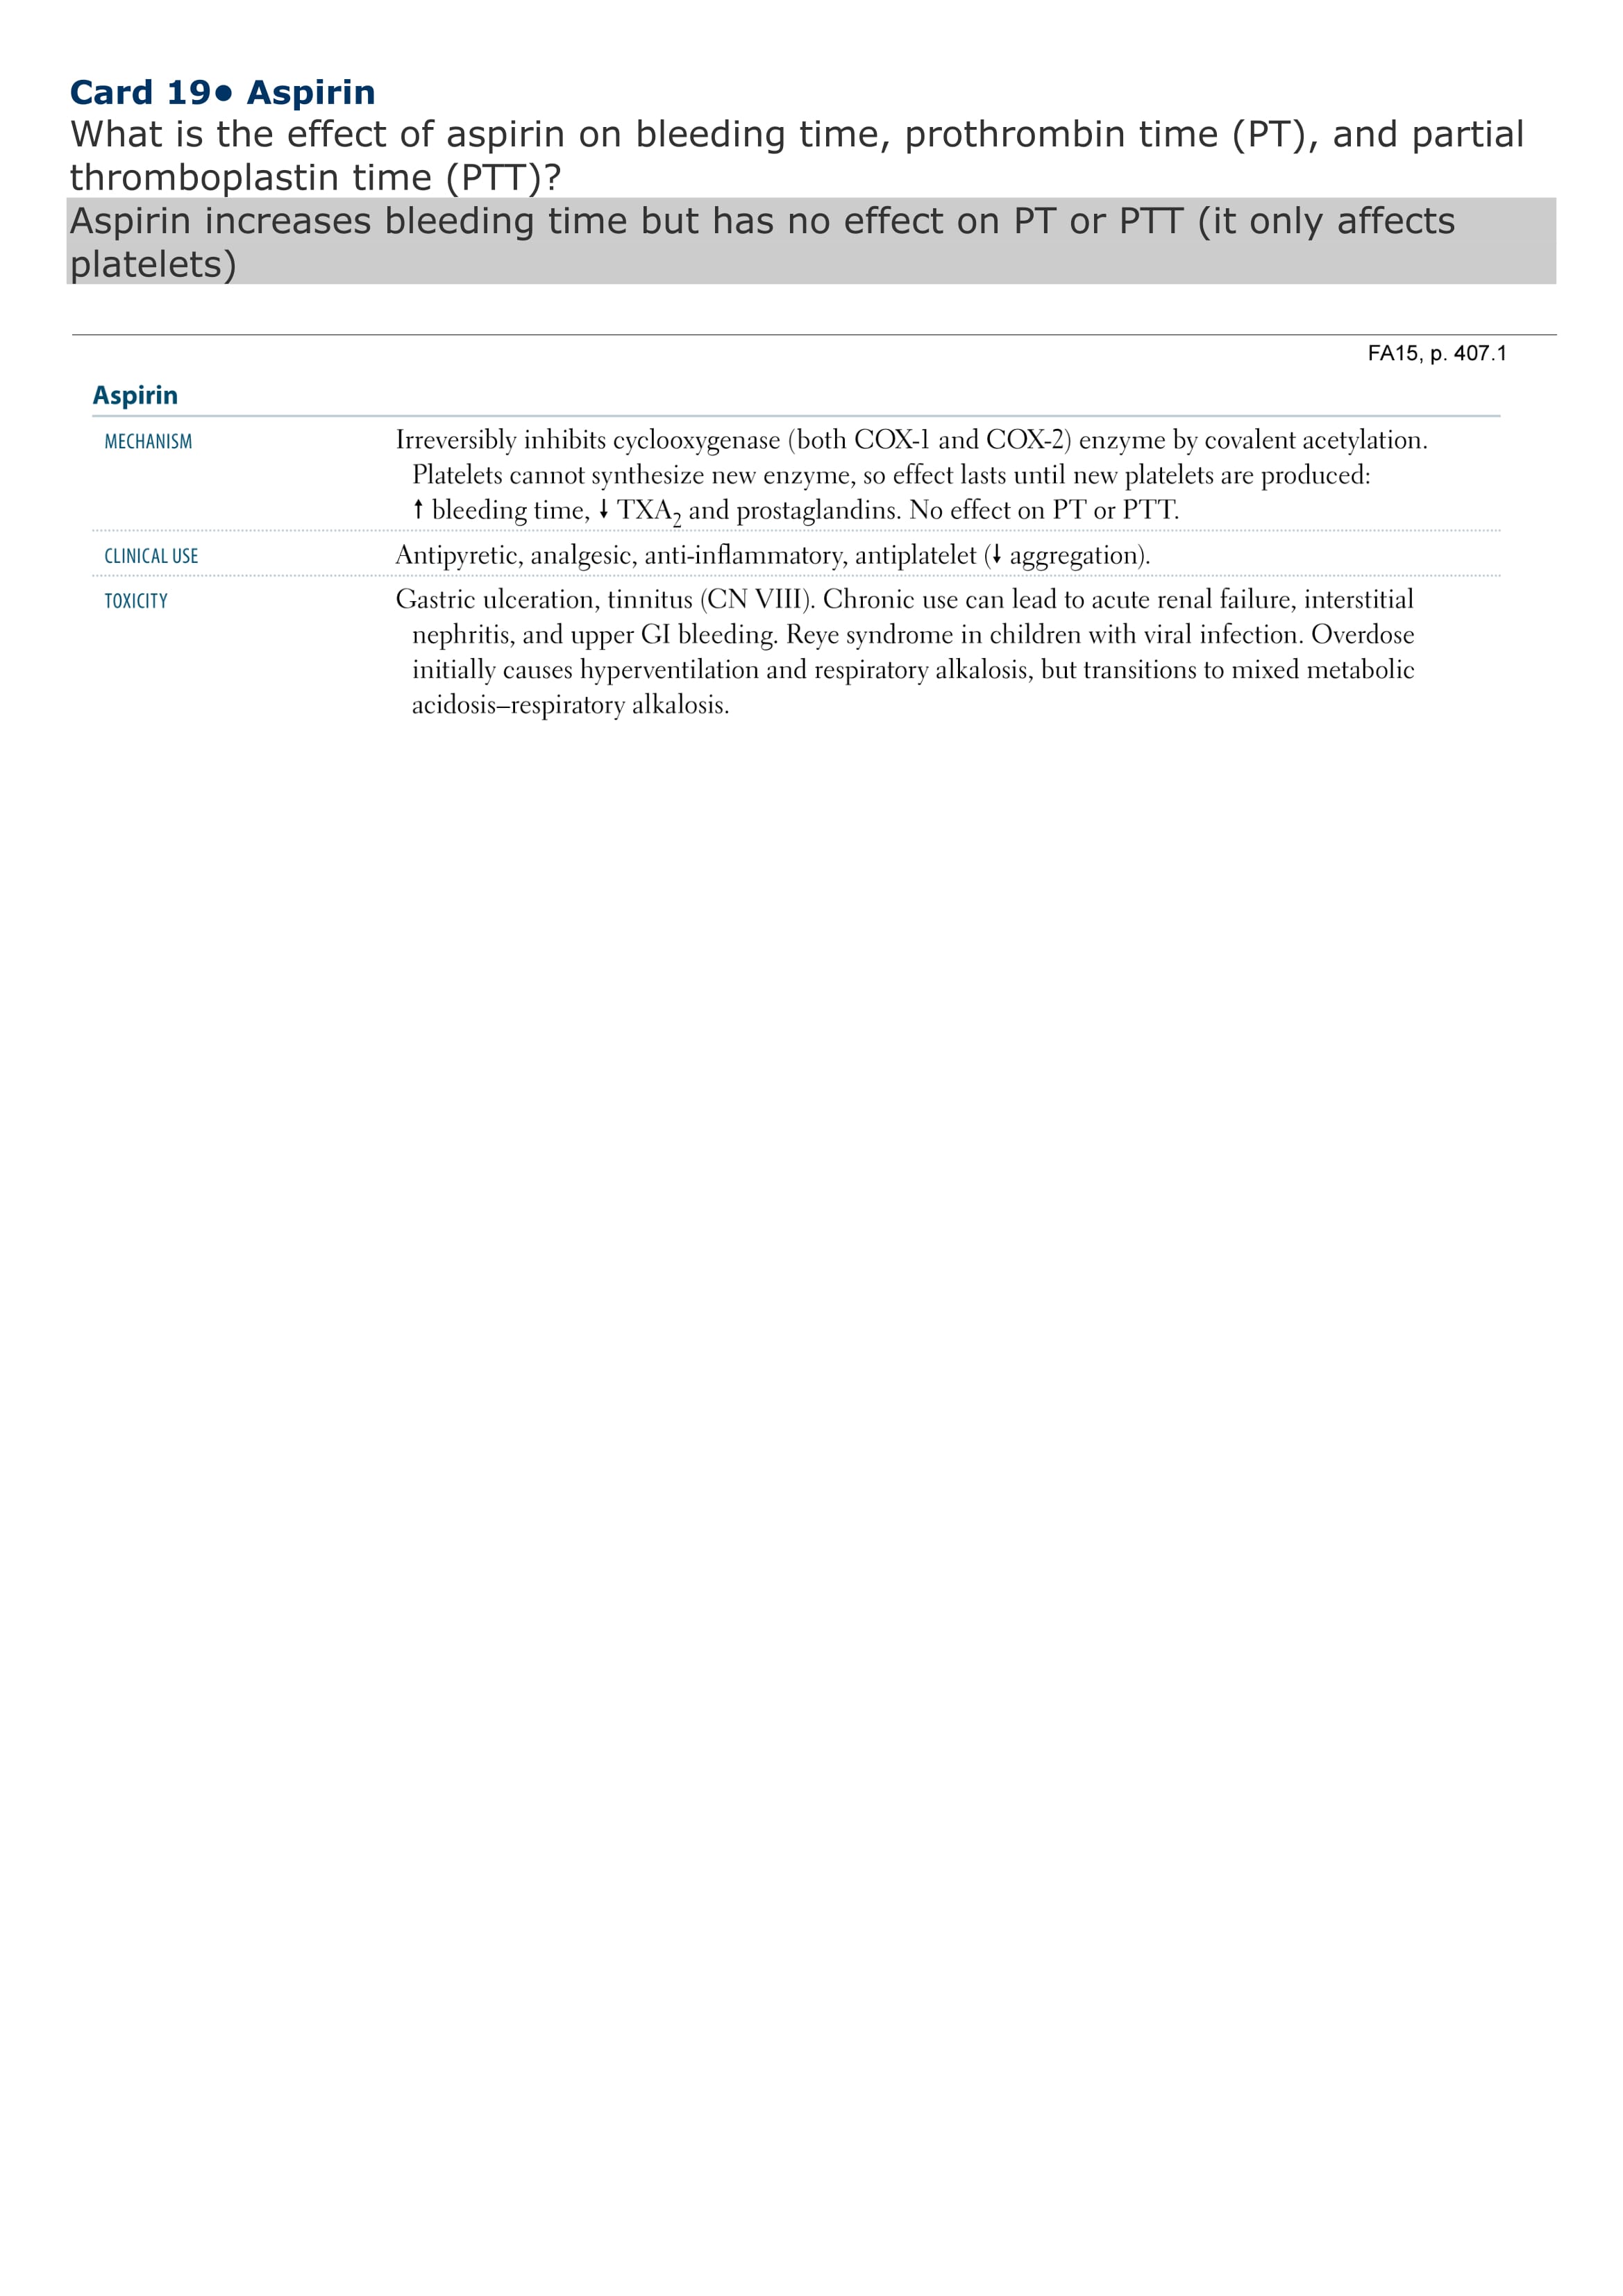 Card 19● Aspirin
What is the effect of aspirin on bleeding time, prothrombin time (PT), and partial
thromboplastin time (PTT)?
Aspirin increases bleeding time but has no effect on PT or PTT (it only affects
platelets)
FA15, p. 407.1
Aspirin
MECHANISM Irreversibly inhibits cyclooxygenase (both COX-1 and COX-2) enzyme by covalent acetylation.
Platelets cannot synthesize new enzyme, so effect lasts until new platelets are produced:
↑ bleeding time, ↓ TXA₂ and prostaglandins. No effect on PT or PTT.
CLINICAL USE Antipyretic, analgesic, anti-inflammatory, antiplatelet (↓ aggregation).
TOXICITY Gastric ulceration, tinnitus (CN VIII). Chronic use can lead to acute renal failure, interstitial
nephritis, and upper GI bleeding. Reye syndrome in children with viral infection. Overdose
initially causes hyperventilation and respiratory alkalosis, but transitions to mixed metabolic
acidosis–respiratory alkalosis.